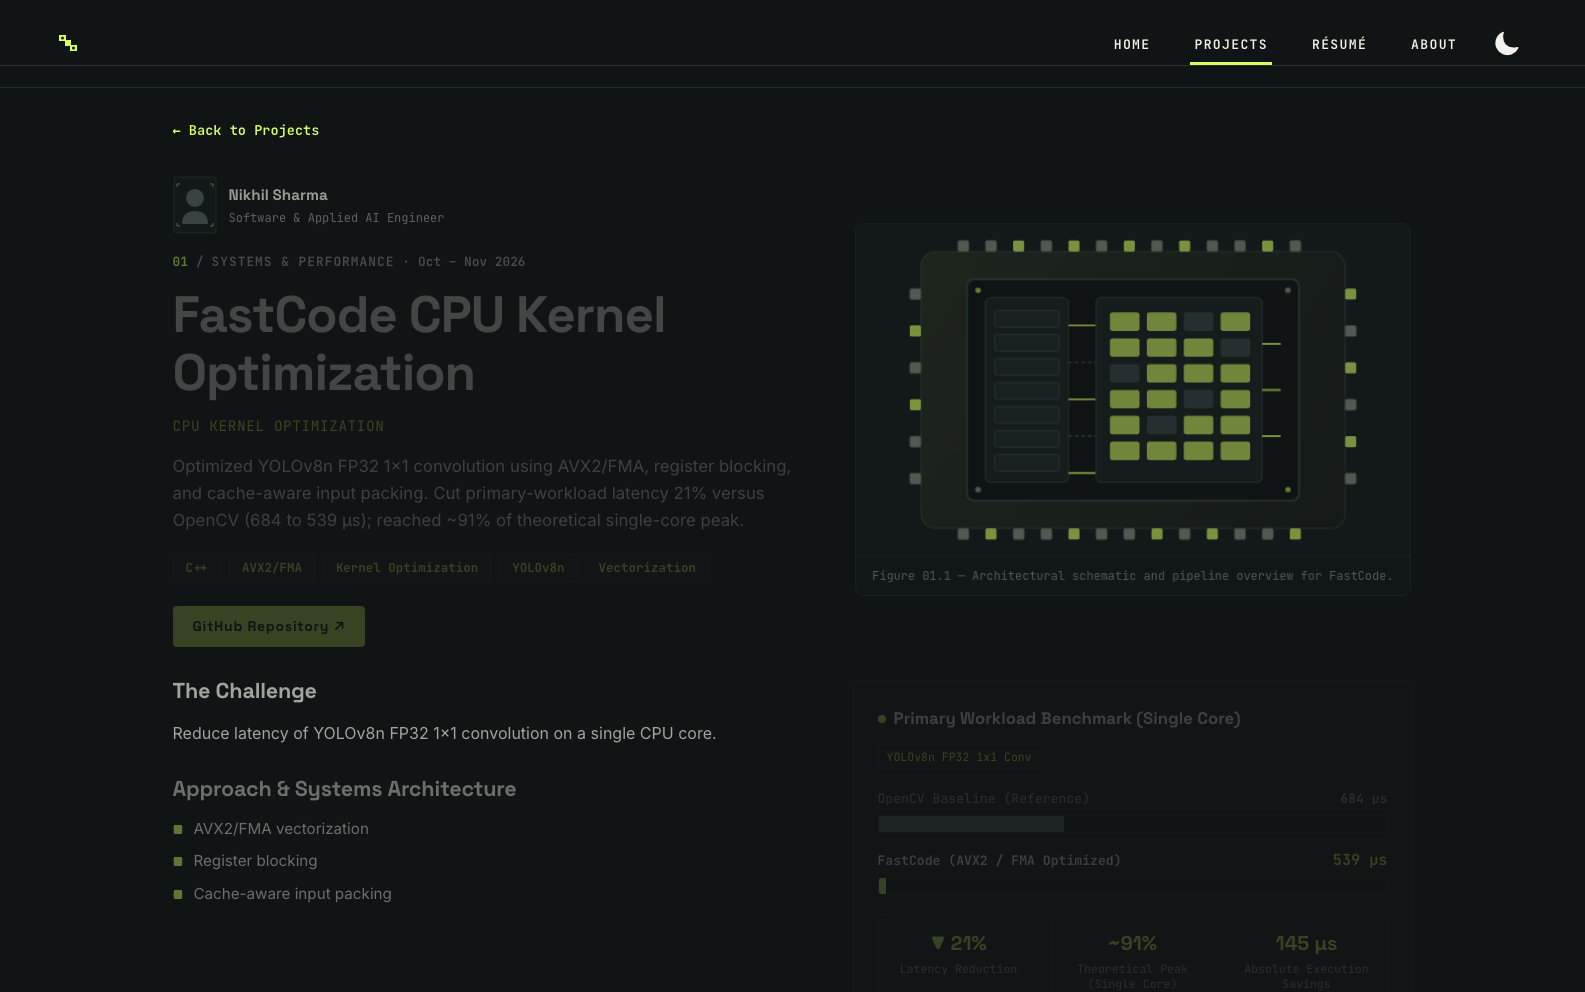 HOME
PROJECTS
RÉSUMÉ
ABOUT
← Back to Projects
Nikhil Sharma
Software & Applied AI Engineer
01 / SYSTEMS & PERFORMANCE · Oct – Nov 2026
FastCode CPU Kernel
Optimization
CPU KERNEL OPTIMIZATION
Optimized YOLOv8n FP32 1×1 convolution using AVX2/FMA, register blocking,
and cache-aware input packing. Cut primary-workload latency 21% versus
OpenCV (684 to 539 µs); reached ~91% of theoretical single-core peak.
C++
AVX2/FMA
Kernel Optimization
YOLOv8n
Vectorization
GitHub Repository ↗
Figure 01.1 — Architectural schematic and pipeline overview for FastCode.
The Challenge
Reduce latency of YOLOv8n FP32 1×1 convolution on a single CPU core.
Approach & Systems Architecture
AVX2/FMA vectorization
Register blocking
Cache-aware input packing
Primary Workload Benchmark (Single Core)
YOLOv8n FP32 1x1 Conv
OpenCV Baseline (Reference)
684 µs
FastCode (AVX2 / FMA Optimized)
539 µs
▼ 21%
Latency Reduction
~91%
Theoretical Peak
(Single Core)
145 µs
Absolute Execution
Savings